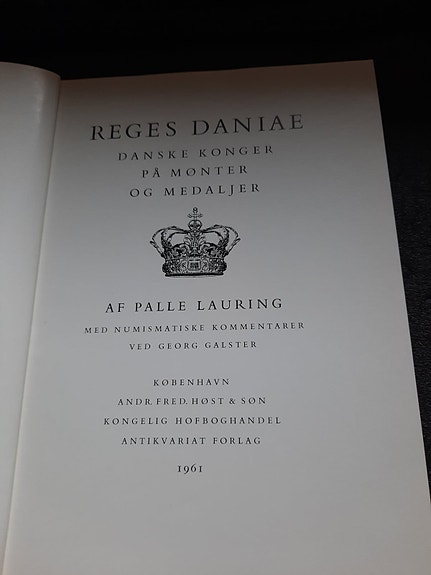 REGES DANIAE
DANSKE KONGER
PÅ MØNTER
OG MEDALJER
AF PALLE LAURING
MED NUMISMATISKE KOMMENTARER
VED GEORG GALSTER
KØBENHAVN
ANDR. FRED. HØST & SØN
KONGELIG HOFBOGHANDEL
ANTIKVARIAT FORLAG
1961